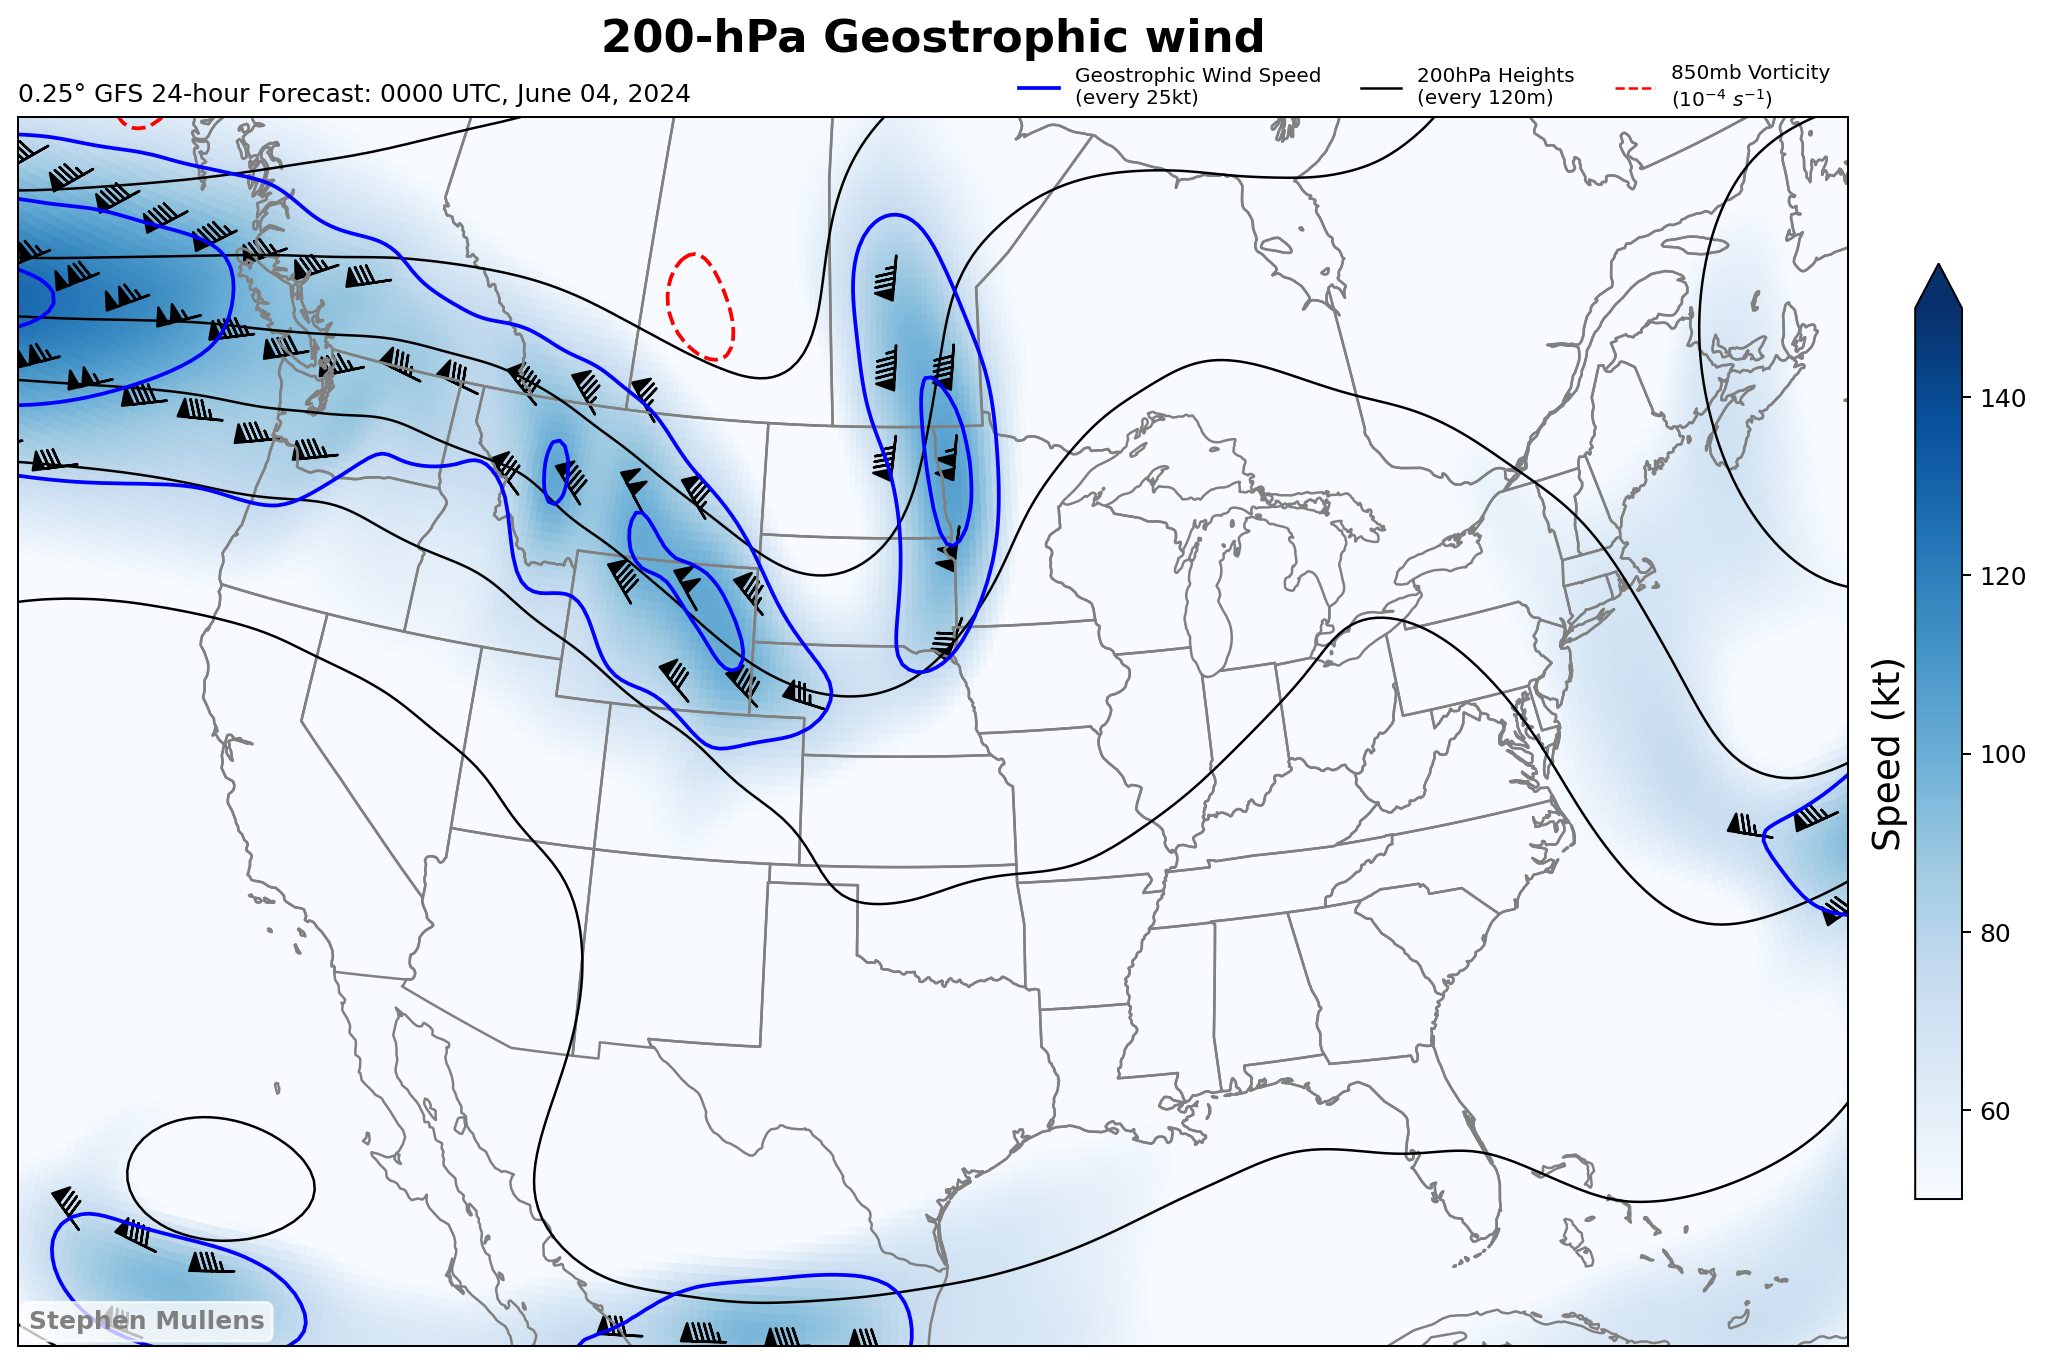 200-hPa Geostrophic wind
0.25° GFS 24-hour Forecast: 0000 UTC, June 04, 2024
Geostrophic Wind Speed
(every 25kt)
200hPa Heights
(every 120m)
850mb Vorticity
(10⁻⁴ s⁻¹)
140
120
100
80
60
Speed (kt)
Stephen Mullens